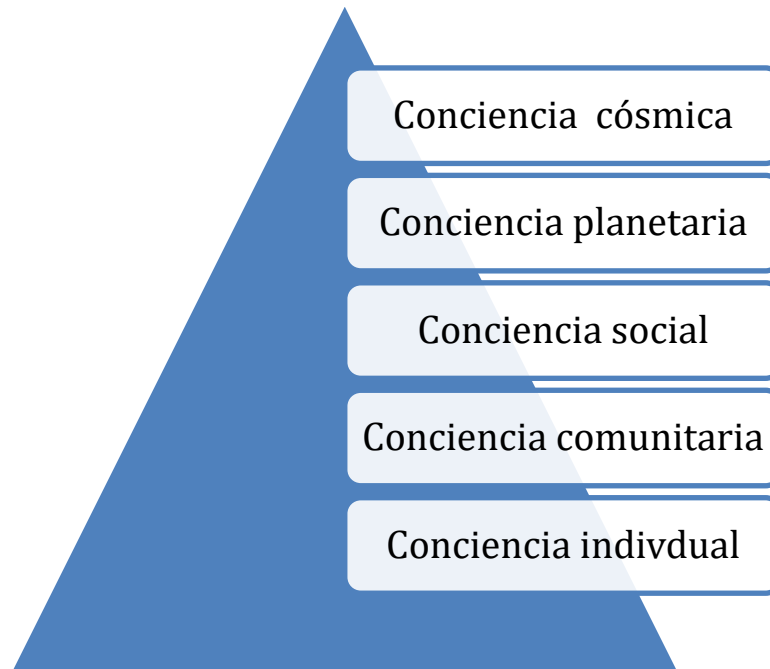 Conciencia  cósmica
Conciencia planetaria
Conciencia social
Conciencia comunitaria
Conciencia indivdual